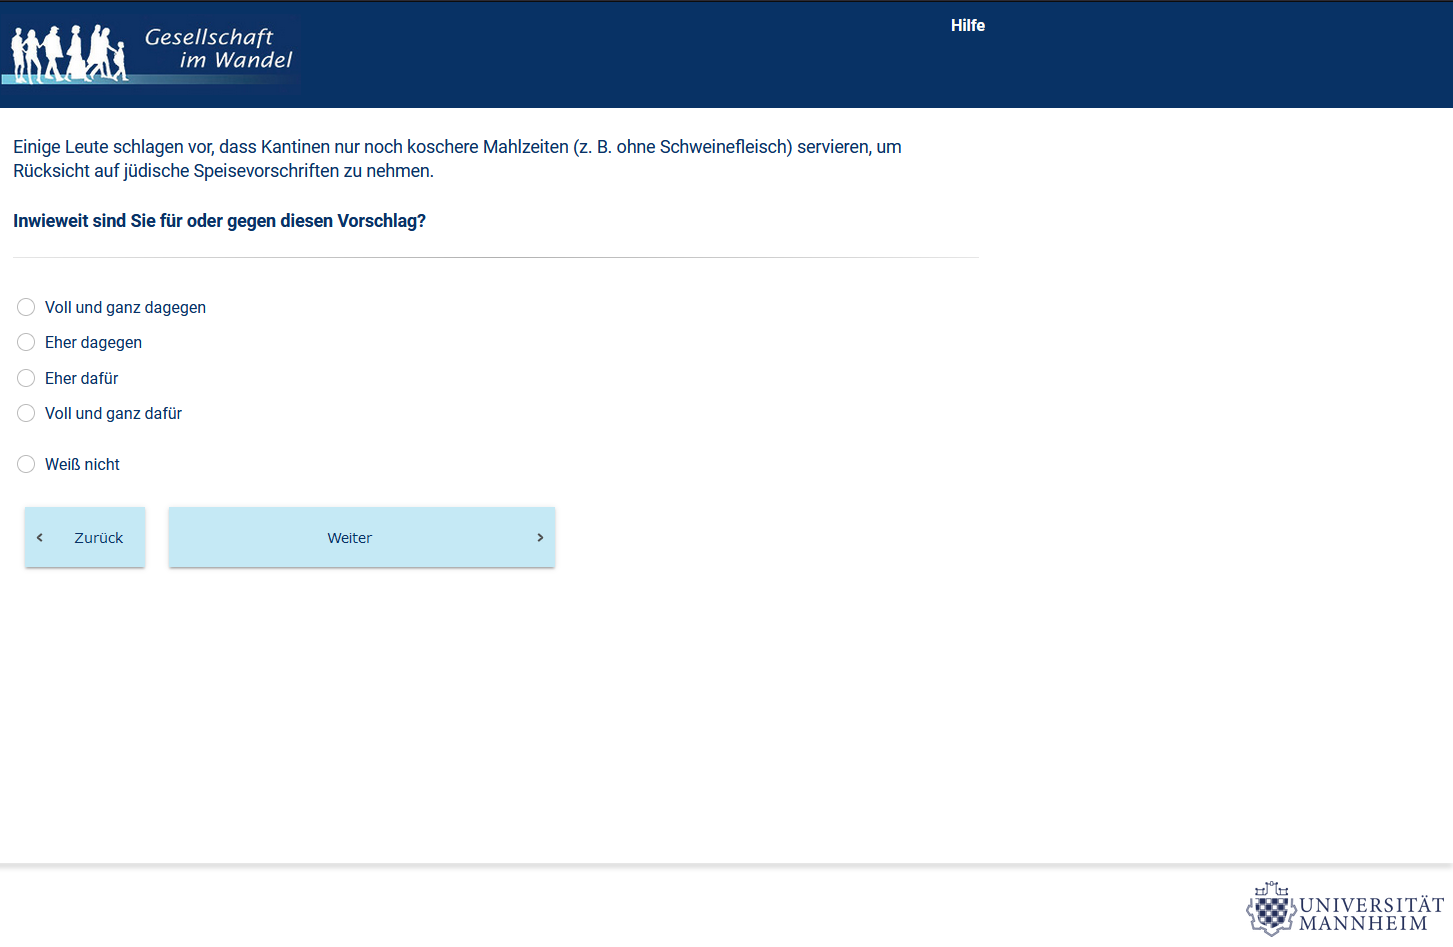 Gesellschaft
im Wandel
Hilfe
Einige Leute schlagen vor, dass Kantinen nur noch koschere Mahlzeiten (z. B. ohne Schweinefleisch) servieren, um
Rücksicht auf jüdische Speisevorschriften zu nehmen.
Inwieweit sind Sie für oder gegen diesen Vorschlag?
Voll und ganz dagegen
Eher dagegen
Eher dafür
Voll und ganz dafür
Weiß nicht
Zurück
Weiter
UNIVERSITÄT
MANNHEIM